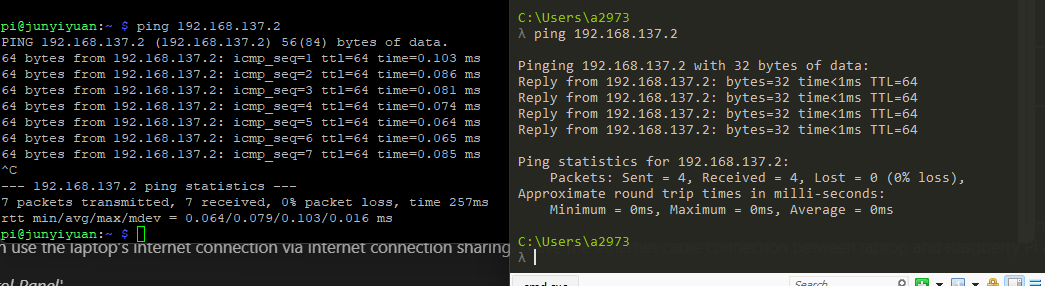 pi@junyiyuan:~ $ ping 192.168.137.2
PING 192.168.137.2 (192.168.137.2) 56(84) bytes of data.
64 bytes from 192.168.137.2: icmp_seq=1 ttl=64 time=0.103 ms
64 bytes from 192.168.137.2: icmp_seq=2 ttl=64 time=0.086 ms
64 bytes from 192.168.137.2: icmp_seq=3 ttl=64 time=0.081 ms
64 bytes from 192.168.137.2: icmp_seq=4 ttl=64 time=0.074 ms
64 bytes from 192.168.137.2: icmp_seq=5 ttl=64 time=0.064 ms
64 bytes from 192.168.137.2: icmp_seq=6 ttl=64 time=0.065 ms
64 bytes from 192.168.137.2: icmp_seq=7 ttl=64 time=0.085 ms
^C
--- 192.168.137.2 ping statistics ---
7 packets transmitted, 7 received, 0% packet loss, time 257ms
rtt min/avg/max/mdev = 0.064/0.079/0.103/0.016 ms
pi@junyiyuan:~ $
n use the laptop's internet connection via internet connection sharing
ol Panel'
C:\Users\a2973
λ ping 192.168.137.2
Pinging 192.168.137.2 with 32 bytes of data:
Reply from 192.168.137.2: bytes=32 time<1ms TTL=64
Reply from 192.168.137.2: bytes=32 time<1ms TTL=64
Reply from 192.168.137.2: bytes=32 time<1ms TTL=64
Reply from 192.168.137.2: bytes=32 time<1ms TTL=64
Ping statistics for 192.168.137.2:
Packets: Sent = 4, Received = 4, Lost = 0 (0% loss),
Approximate round trip times in milli-seconds:
Minimum = 0ms, Maximum = 0ms, Average = 0ms
C:\Users\a2973
λ
cmd.exe
Search